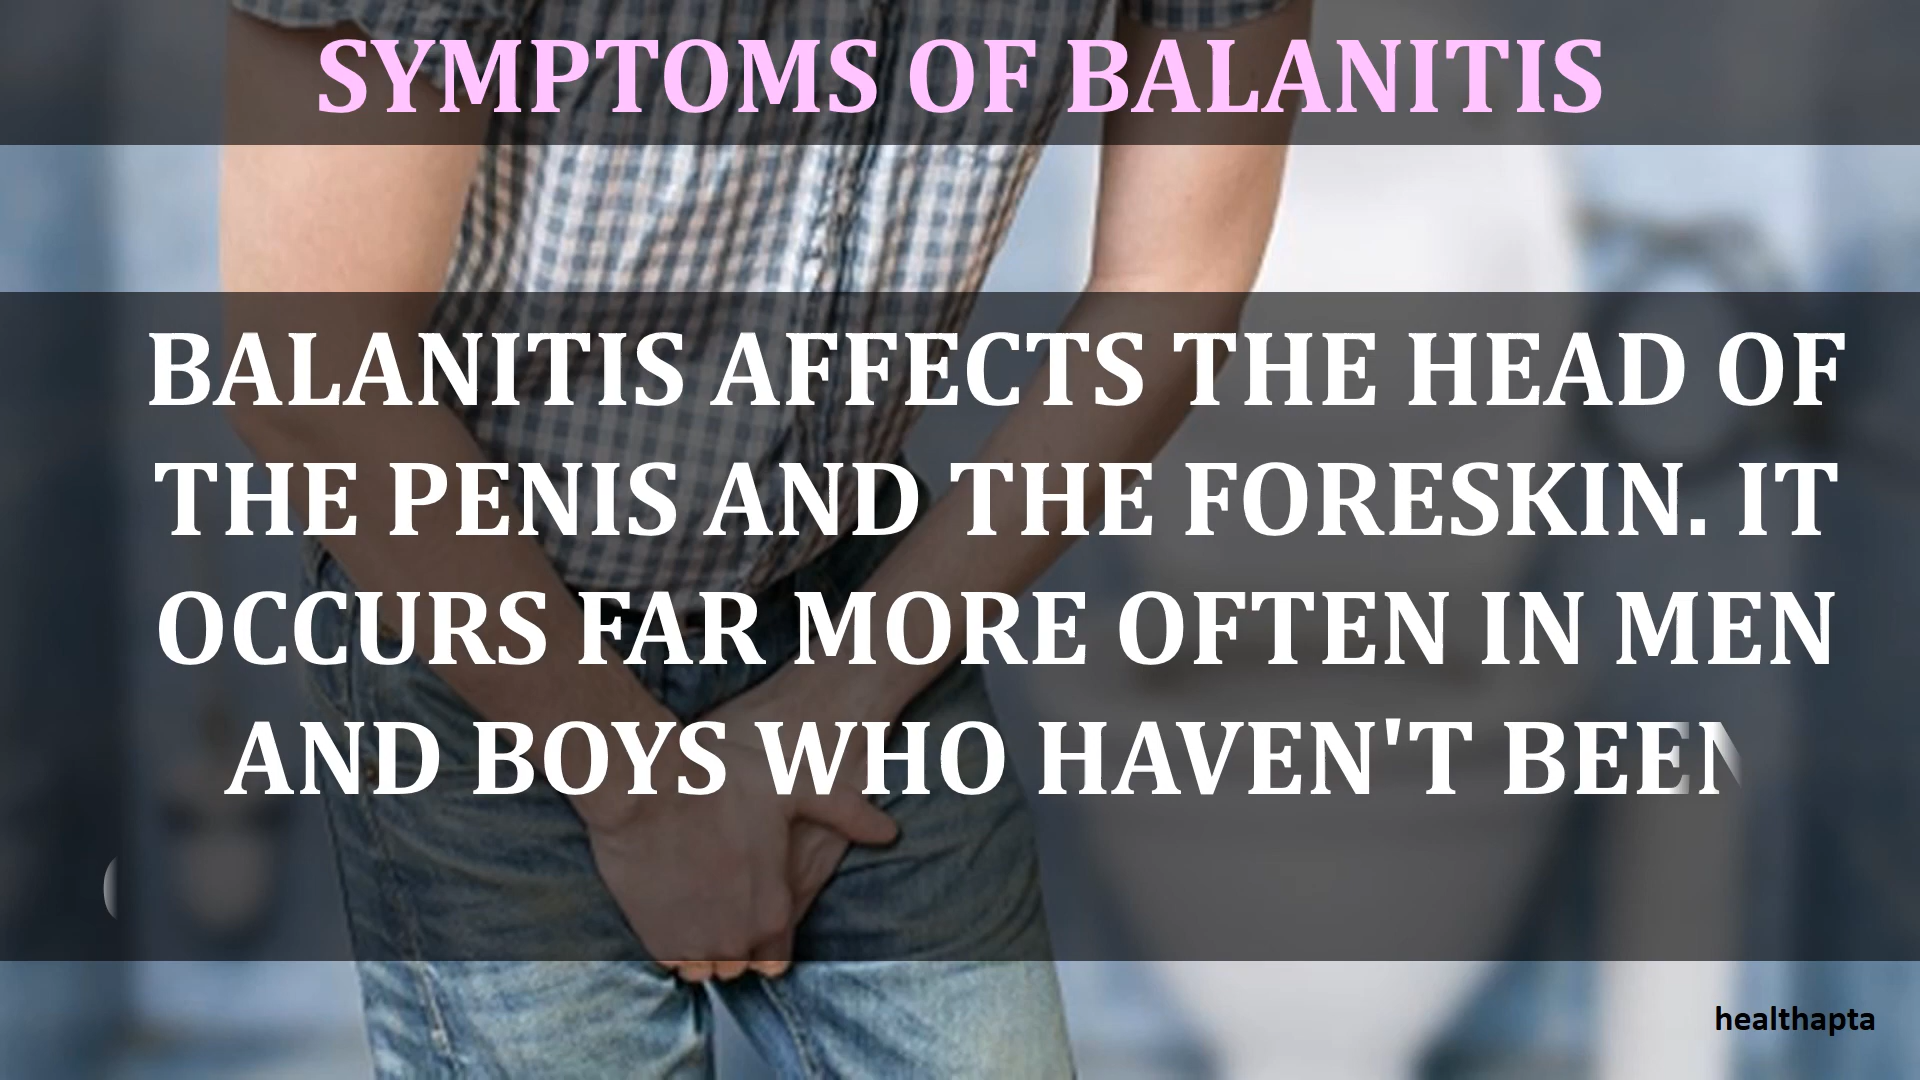 SYMPTOMS OF BALANITIS
BALANITIS AFFECTS THE HEAD OF
THE PENIS AND THE FORESKIN. IT
OCCURS FAR MORE OFTEN IN MEN
AND BOYS WHO HAVEN'T BEEN
healthapta